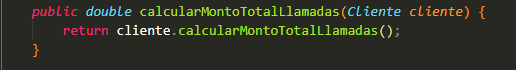 public double calcularMontoTotalLlamadas(Cliente cliente) {
return cliente.calcularMontoTotalLlamadas();
}